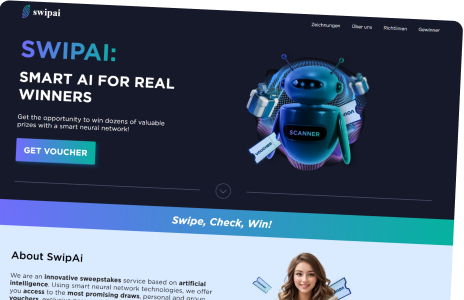 swipai
Zeichnungen Über uns Richtlinien Gewinner
SWIPAI:
SMART AI FOR REAL
WINNERS
Get the opportunity to win dozens of valuable
prizes with a smart neural network!
GET VOUCHER
SCANNER
VOUCHER
Swipe, Check, Win!
About SwipAi
We are an innovative sweepstakes service based on artificial
intelligence. Using smart neural network technologies, we offer
you access to the most promising draws, personal and group
vouchers,